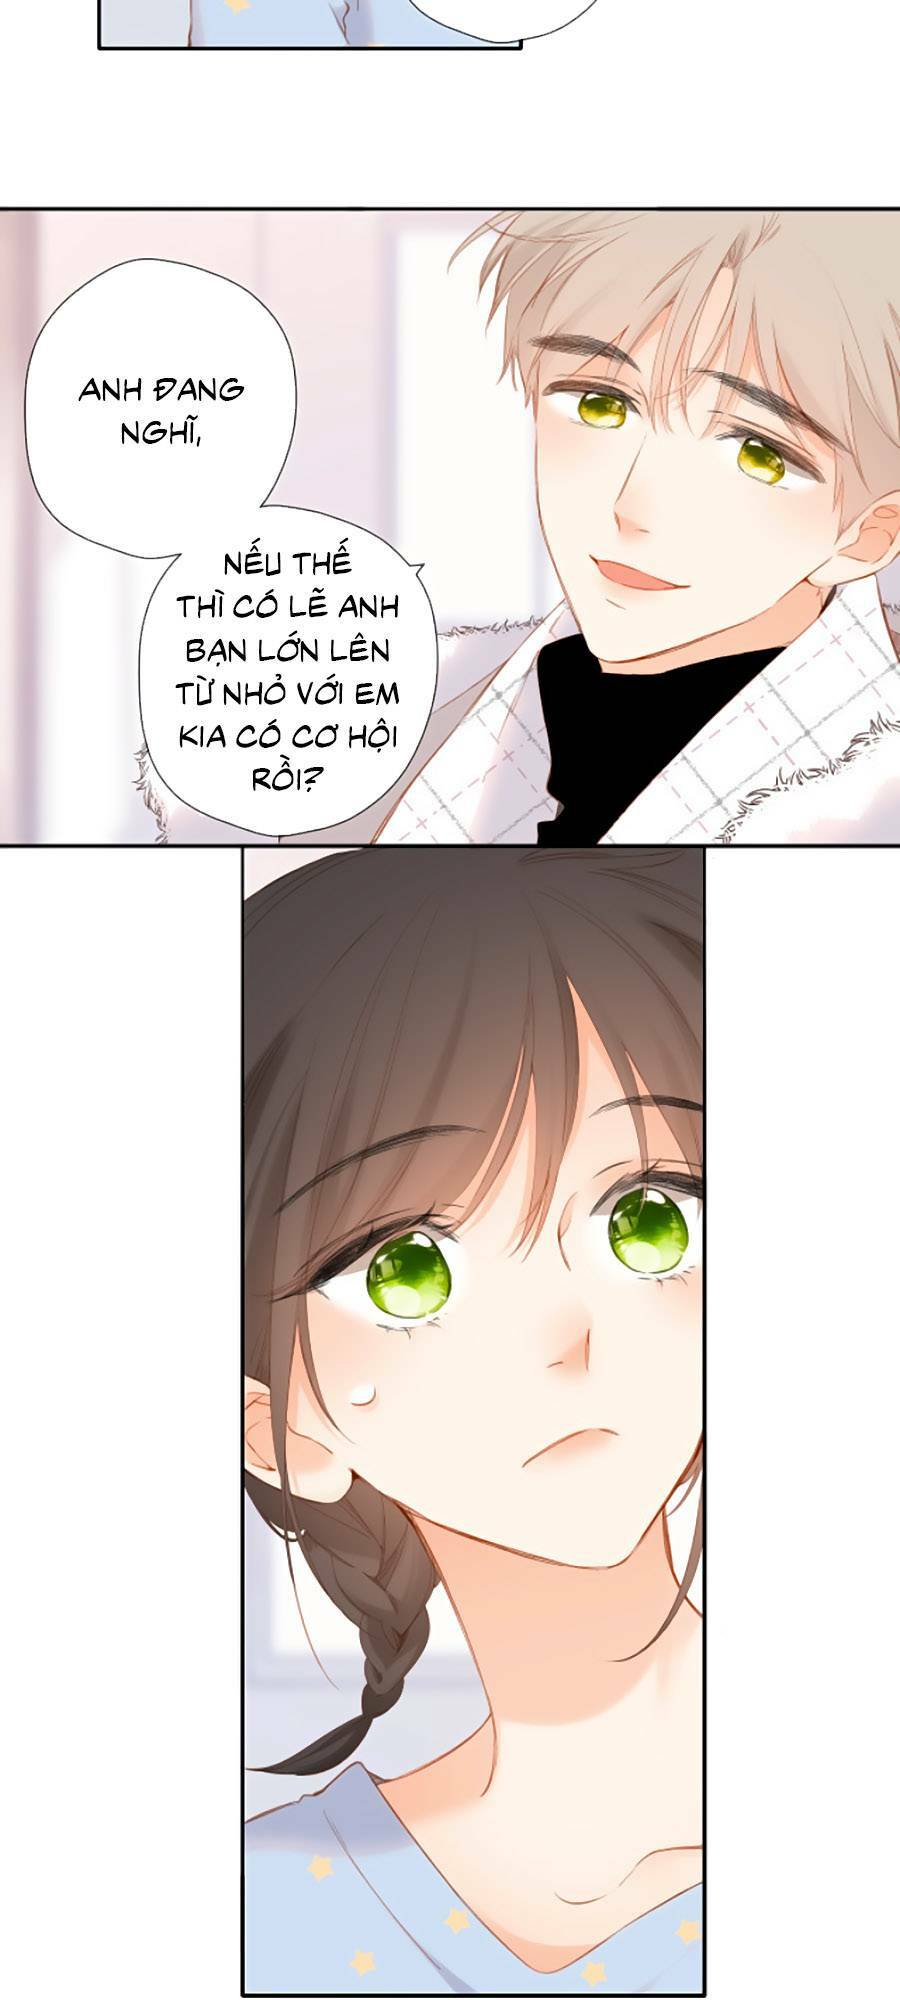 ANH ĐANG
NGHĨ,
NẾU THẾ
THÌ CÓ LẼ ANH
BẠN LỚN LÊN
TỪ NHỎ VỚI EM
KIA CÓ CƠ HỘI
RỒI?